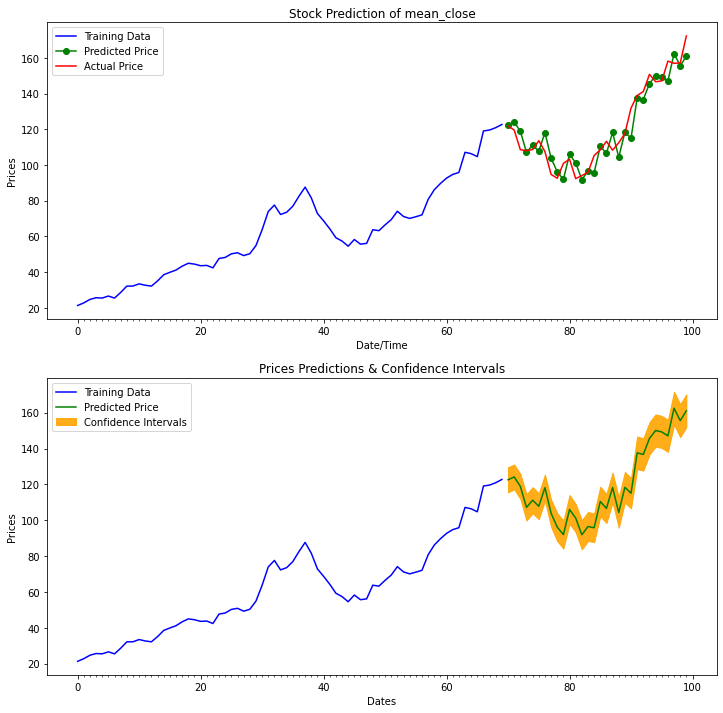 Stock Prediction of mean_close
Training Data
Predicted Price
Actual Price
160
140
120
100
80
60
40
20
Prices
0 20 40 60 80 100
Date/Time
Prices Predictions & Confidence Intervals
Training Data
Predicted Price
Confidence Intervals
160
140
120
100
80
60
40
20
Prices
0 20 40 60 80 100
Dates